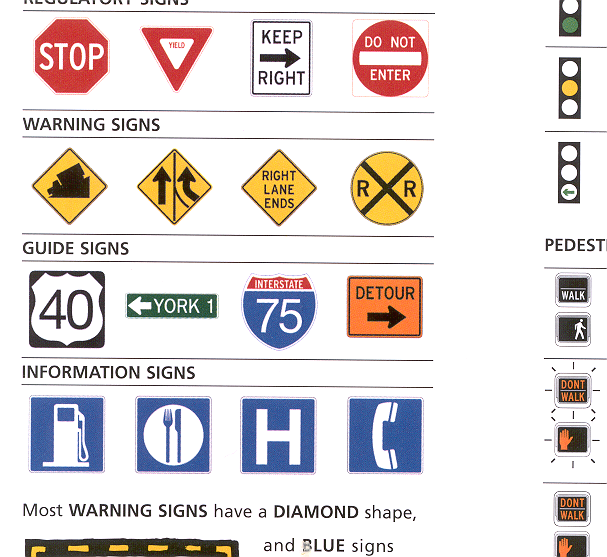 REGULATORY SIGNS
STOP
YIELD
KEEP
RIGHT
DO NOT
ENTER
WARNING SIGNS
RIGHT
LANE
ENDS
R R
GUIDE SIGNS
40
YORK 1
INTERSTATE
75
DETOUR
INFORMATION SIGNS
H
Most WARNING SIGNS have a DIAMOND shape,
and BLUE signs
WALK
DONT
WALK
DONT
WALK